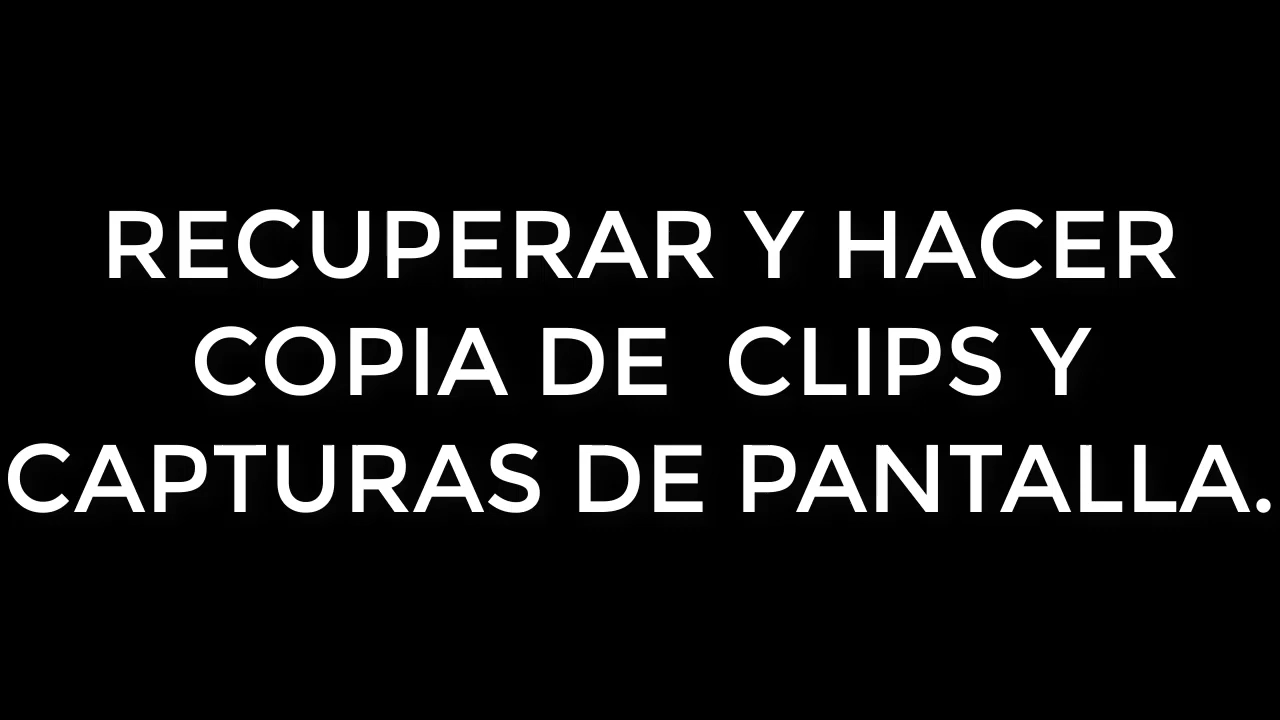 RECUPERAR Y HACER
COPIA DE  CLIPS Y
CAPTURAS DE PANTALLA.